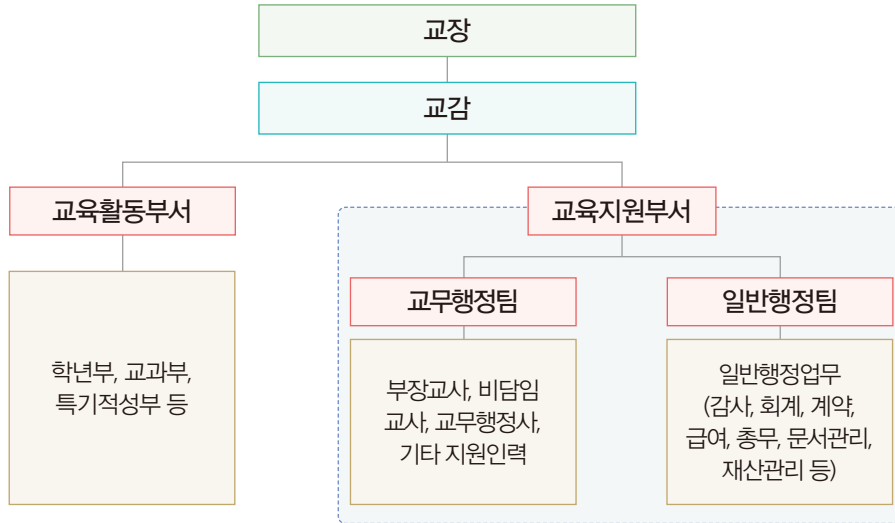 교장
교감
교육활동부서
학년부, 교과부,
특기적성부 등
교육지원부서
교무행정팀
부장교사, 비담임
교사, 교무행정사,
기타 지원인력
일반행정팀
일반행정업무
(감사, 회계, 계약,
급여, 총무, 문서관리,
재산관리 등)